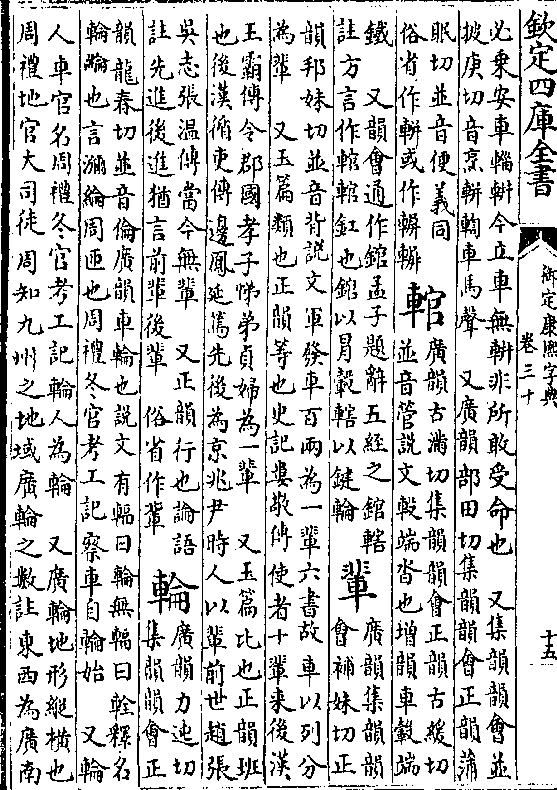 欽定四庫全書
御定康熙字典
卷三十
十五
必乘安車輜軿今立車無軿非所敢受命也 又集韻韻會並
披庚切音烹軿輷車馬聲 又廣韻部田切集韻韻會正韻蒲
眠切並音便義同
俗省作軿或作輧
輨
廣韻古滿切集韻韻會正韻古緩切
並音管說文轂端沓也增韻車轂端
鐵 又韻會通作錧孟子題辭五經之錧轄
註方言作輨輨釭也錧以冒轂轄以鍵輪
輩
廣韻集韻韻
會補妹切正
韻邦妹切並音背說文軍發車百兩為一輩六書故車以列分
為輩 又玉篇類也正韻等也史記婁敬傳使者十輩來後漢
王霸傳令郡國孝子悌弟貞婦為一輩 又玉篇比也正韻班
也後漢循吏傳邊鳳延篤先後為京兆尹時人以輩前世趙張
吳志張溫傳當今無輩 又正韻行也論語
註先進後進猶言前輩後輩 俗省作軰
輪
廣韻力迍切
集韻韻會正
韻龍春切並音倫廣韻車輪也說文有輻曰輪無輻曰輇釋名
輪綸也言彌綸周匝也周禮冬官考工記察車自輪始 又輪
人車官名周禮冬官考工記輪人為輪 又廣輪地形縱橫也
周禮地官大司徒周知九州之地域廣輪之數註東西為廣南